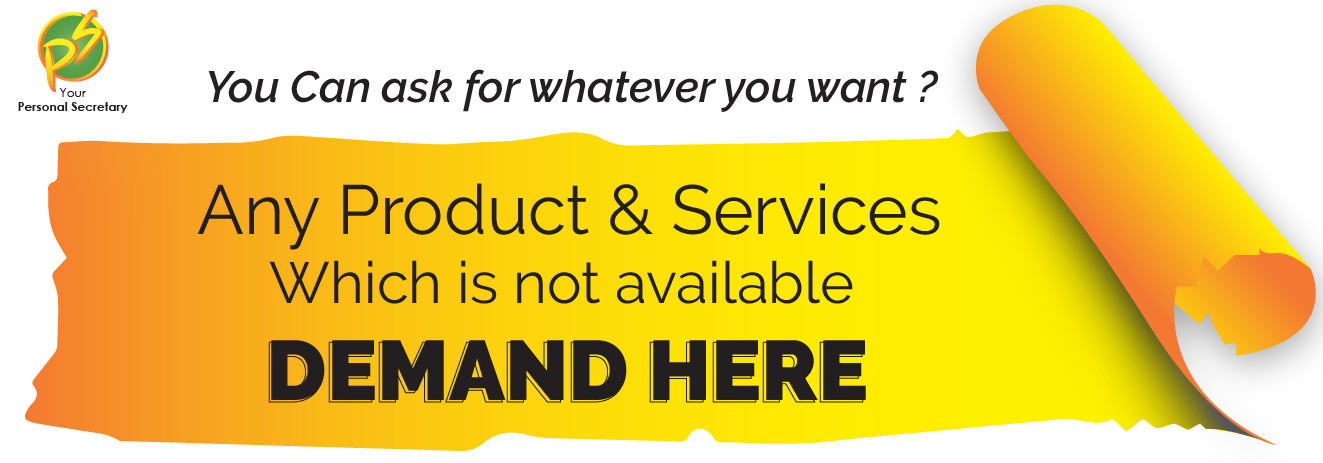 PS
Your
Personal Secretary
You Can ask for whatever you want ?
Any Product & Services
Which is not available
DEMAND HERE